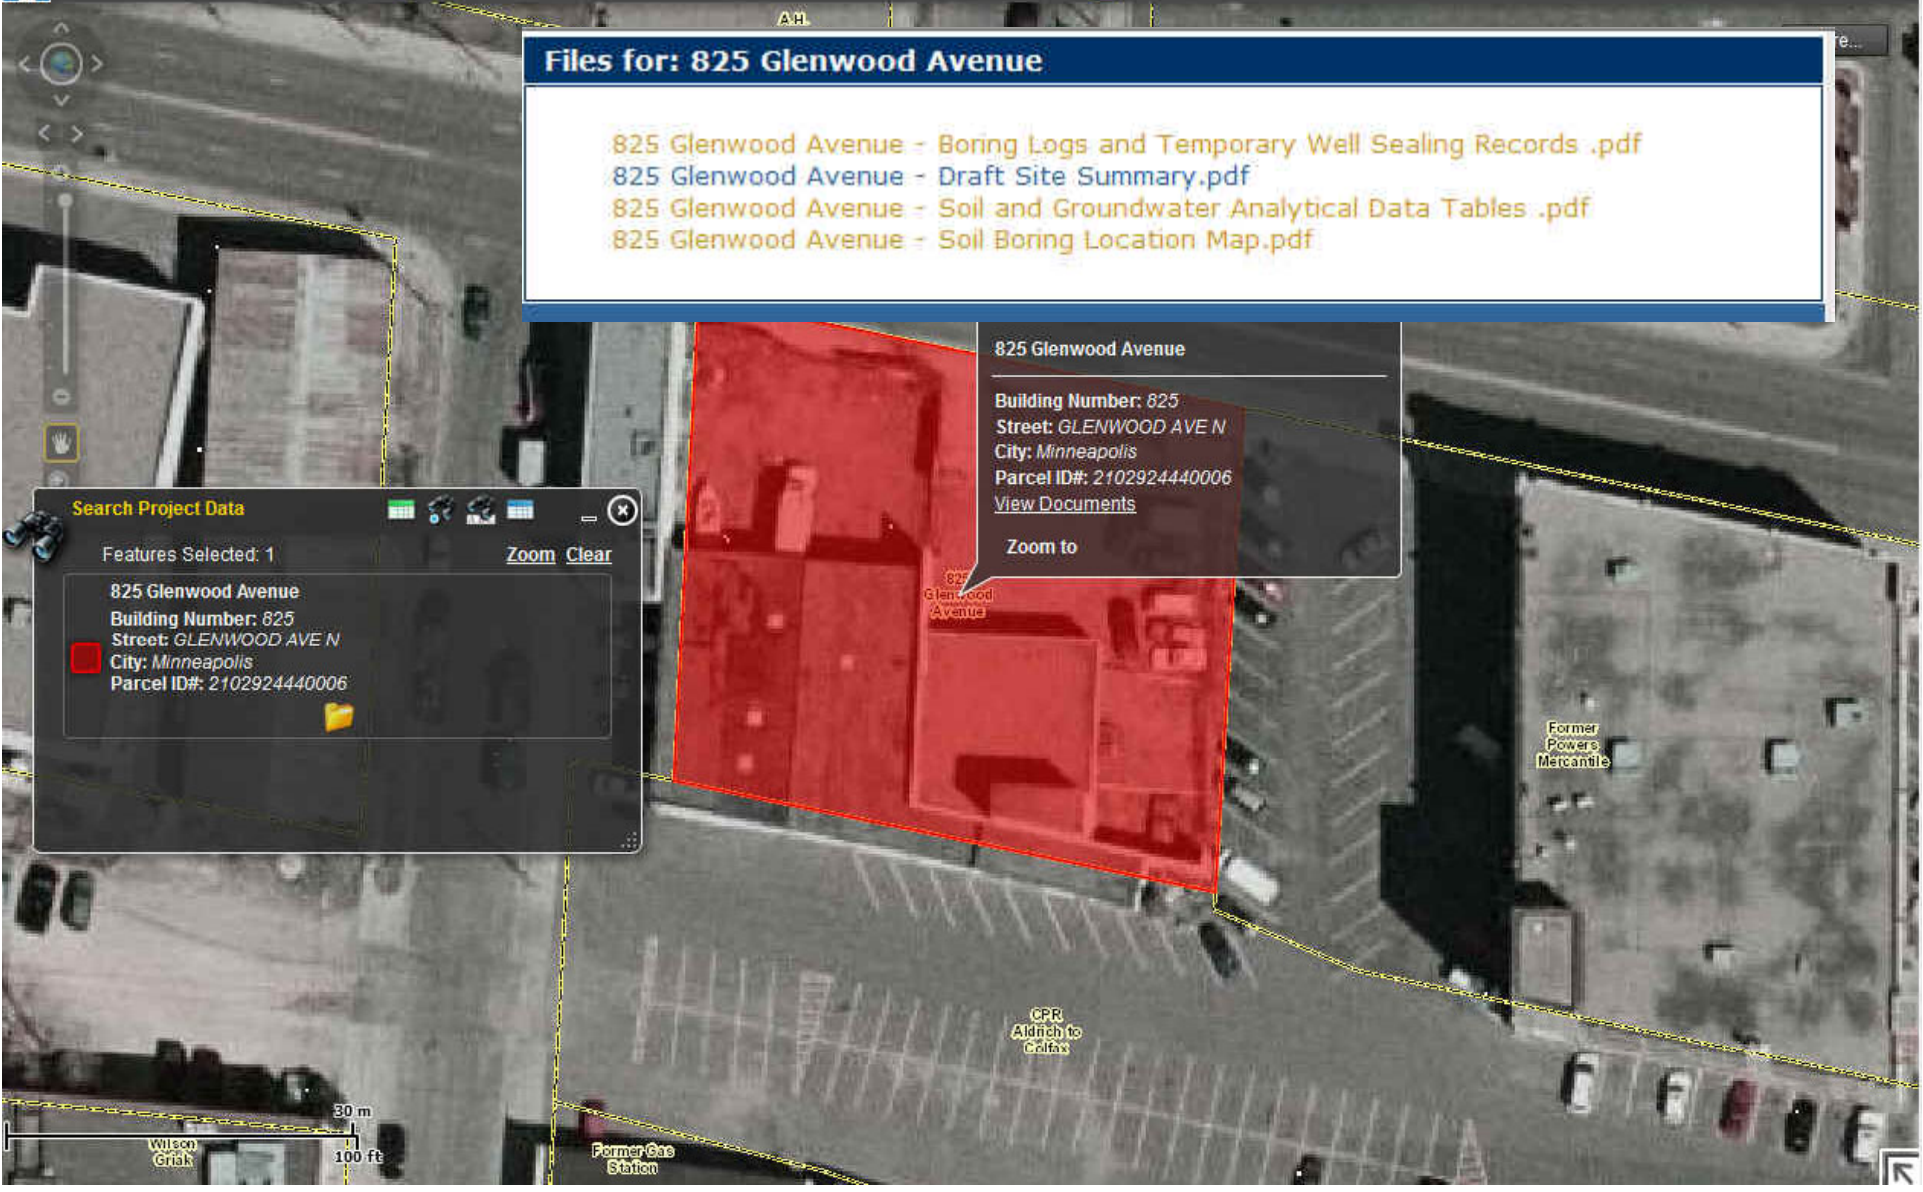 A.H.
re...
Files for: 825 Glenwood Avenue
825 Glenwood Avenue - Boring Logs and Temporary Well Sealing Records .pdf
825 Glenwood Avenue - Draft Site Summary.pdf
825 Glenwood Avenue - Soil and Groundwater Analytical Data Tables .pdf
825 Glenwood Avenue - Soil Boring Location Map.pdf
825 Glenwood Avenue
Building Number: 825
Street: GLENWOOD AVE N
City: Minneapolis
Parcel ID#: 2102924440006
View Documents
Zoom to
Search Project Data
Features Selected: 1
Zoom Clear
825 Glenwood Avenue
Building Number: 825
Street: GLENWOOD AVE N
City: Minneapolis
Parcel ID#: 2102924440006
825
Glenwood
Avenue
Former
Powers
Mercantile
CPR
Aldrich to
Colfax
30 m
100 ft
Wilson
Griak
Former Gas
Station